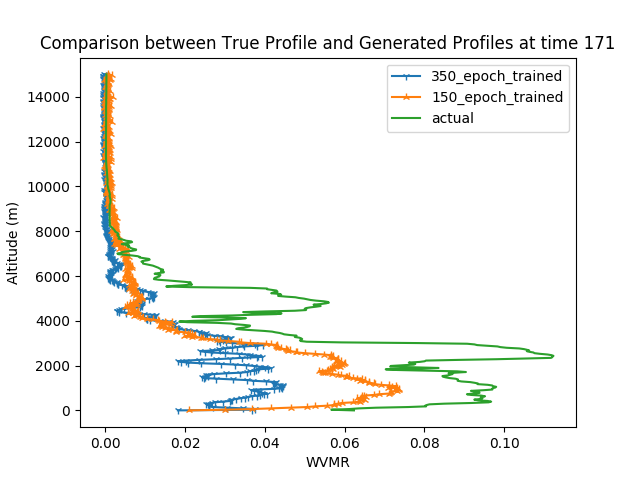 Comparison between True Profile and Generated Profiles at time 171
350_epoch_trained
150_epoch_trained
actual
14000
12000
10000
8000
6000
4000
2000
0
Altitude (m)
0.00 0.02 0.04 0.06 0.08 0.10
WVMR